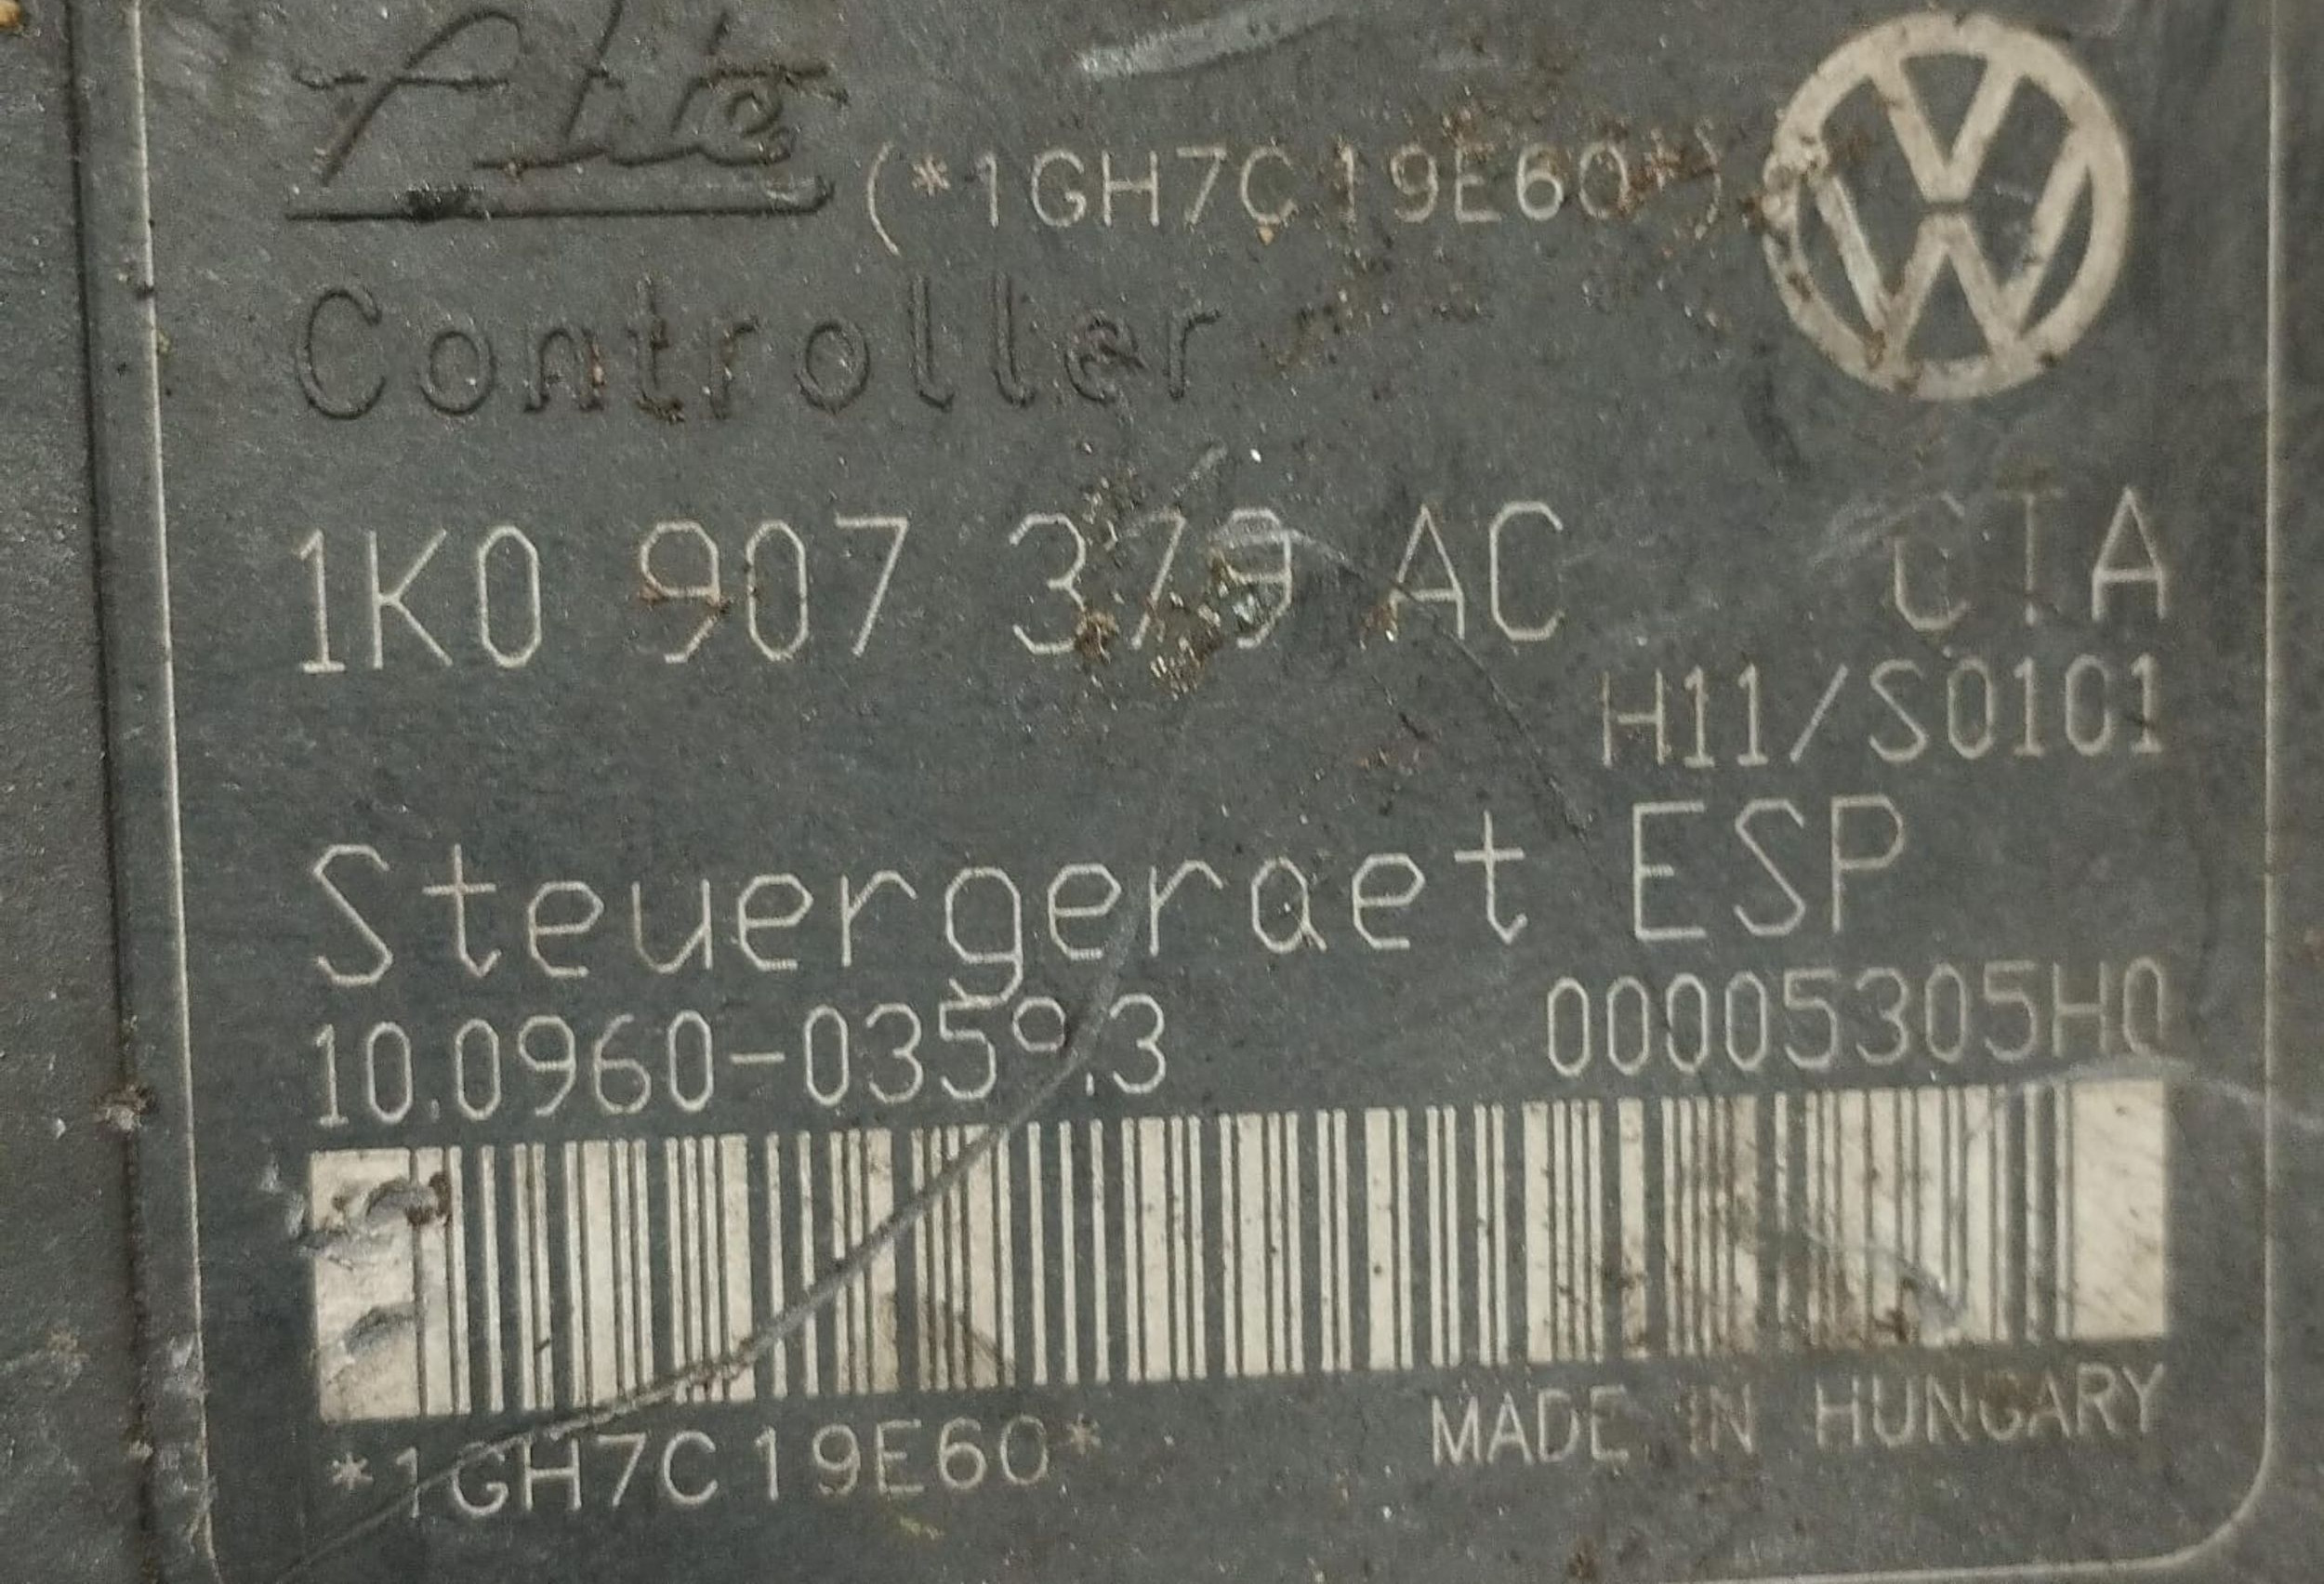 Ate (*1GH7C19E60*)
Controller
1K0 907 379 AC CTA
H11/S0101
Steuergeraet ESP
10.0960-0359.3 00005305H0
*1GH7C19E60* MADE IN HUNGARY